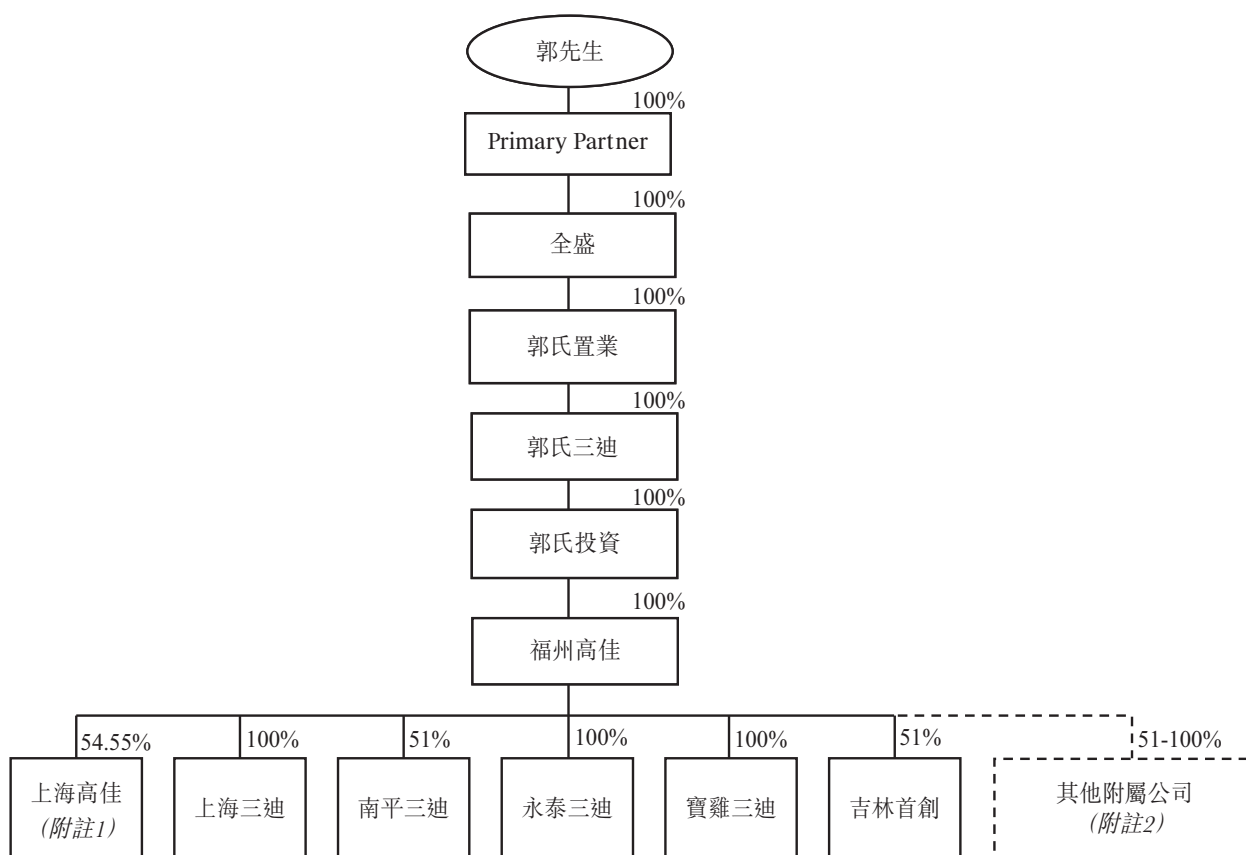 郭先生
100%
Primary Partner
100%
全盛
100%
郭氏置業
100%
郭氏三迪
100%
郭氏投資
100%
福州高佳
54.55%
100%
51%
100%
100%
51%
51-100%
上海高佳
(附註1)
上海三迪
南平三迪
永泰三迪
寶雞三迪
吉林首創
其他附屬公司
(附註2)